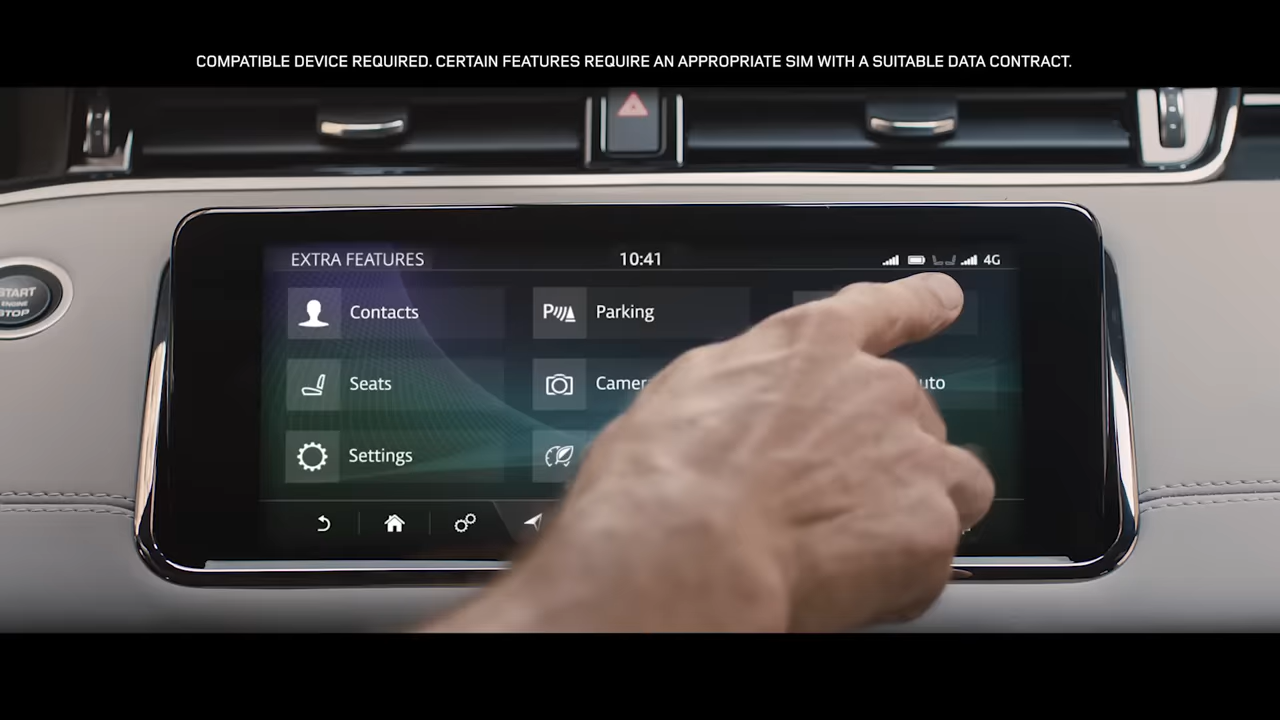 COMPATIBLE DEVICE REQUIRED. CERTAIN FEATURES REQUIRE AN APPROPRIATE SIM WITH A SUITABLE DATA CONTRACT.
EXTRA FEATURES 10:41 4G
START
ENGINE
STOP
Contacts P Parking
Seats
Settings